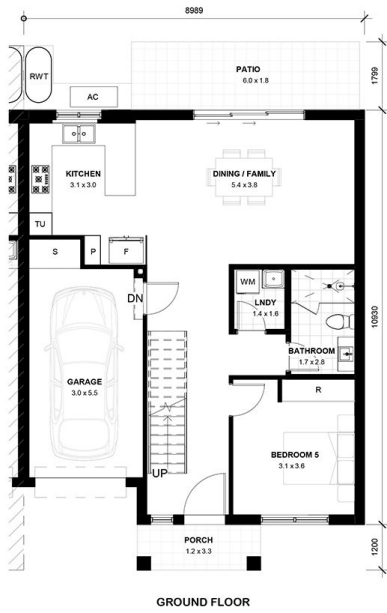 8989
RWT
AC
PATIO
6.0 x 1.8
1799
KITCHEN
3.1 x 3.0
DINING / FAMILY
5.4 x 3.8
TU
S
P
F
DN
WM
LNDY
1.4 x 1.6
10930
BATHROOM
1.7 x 2.8
GARAGE
3.0 x 5.5
R
BEDROOM 5
3.1 x 3.6
UP
PORCH
1.2 x 3.3
1200
GROUND FLOOR